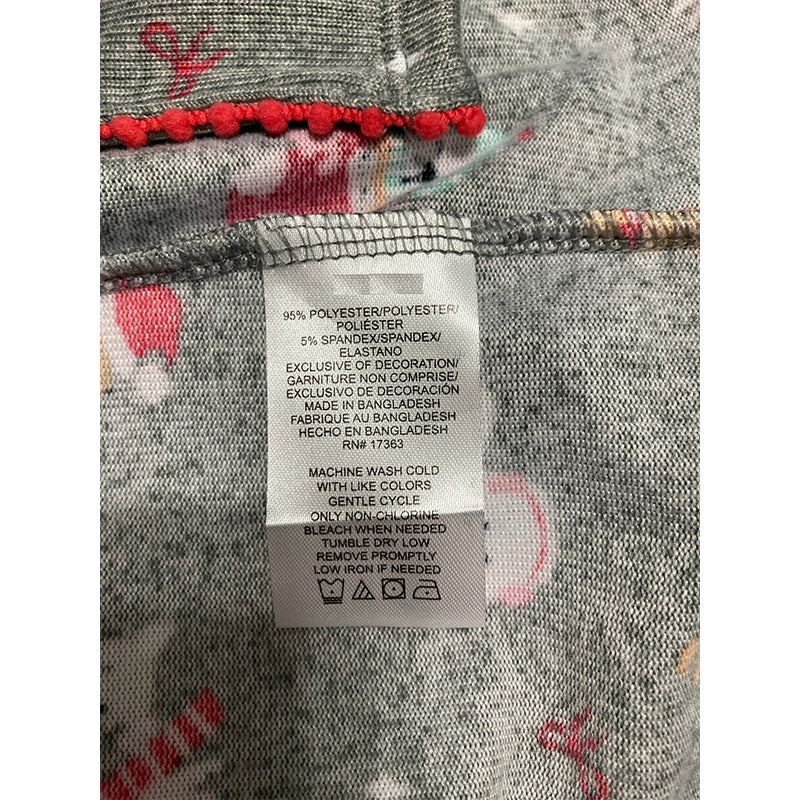 95% POLYESTER/POLYESTER/
POLIÉSTER
5% SPANDEX/SPANDEX/
ELASTANO
EXCLUSIVE OF DECORATION/
GARNITURE NON COMPRISE/
EXCLUSIVO DE DECORACIÓN
MADE IN BANGLADESH
FABRIQUE AU BANGLADESH
HECHO EN BANGLADESH
RN# 17363
MACHINE WASH COLD
WITH LIKE COLORS
GENTLE CYCLE
ONLY NON-CHLORINE
BLEACH WHEN NEEDED
TUMBLE DRY LOW
REMOVE PROMPTLY
LOW IRON IF NEEDED